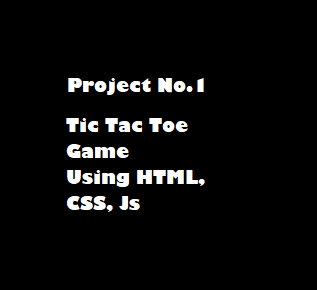 Project No.1
Tic Tac Toe
Game
Using HTML,
CSS, Js